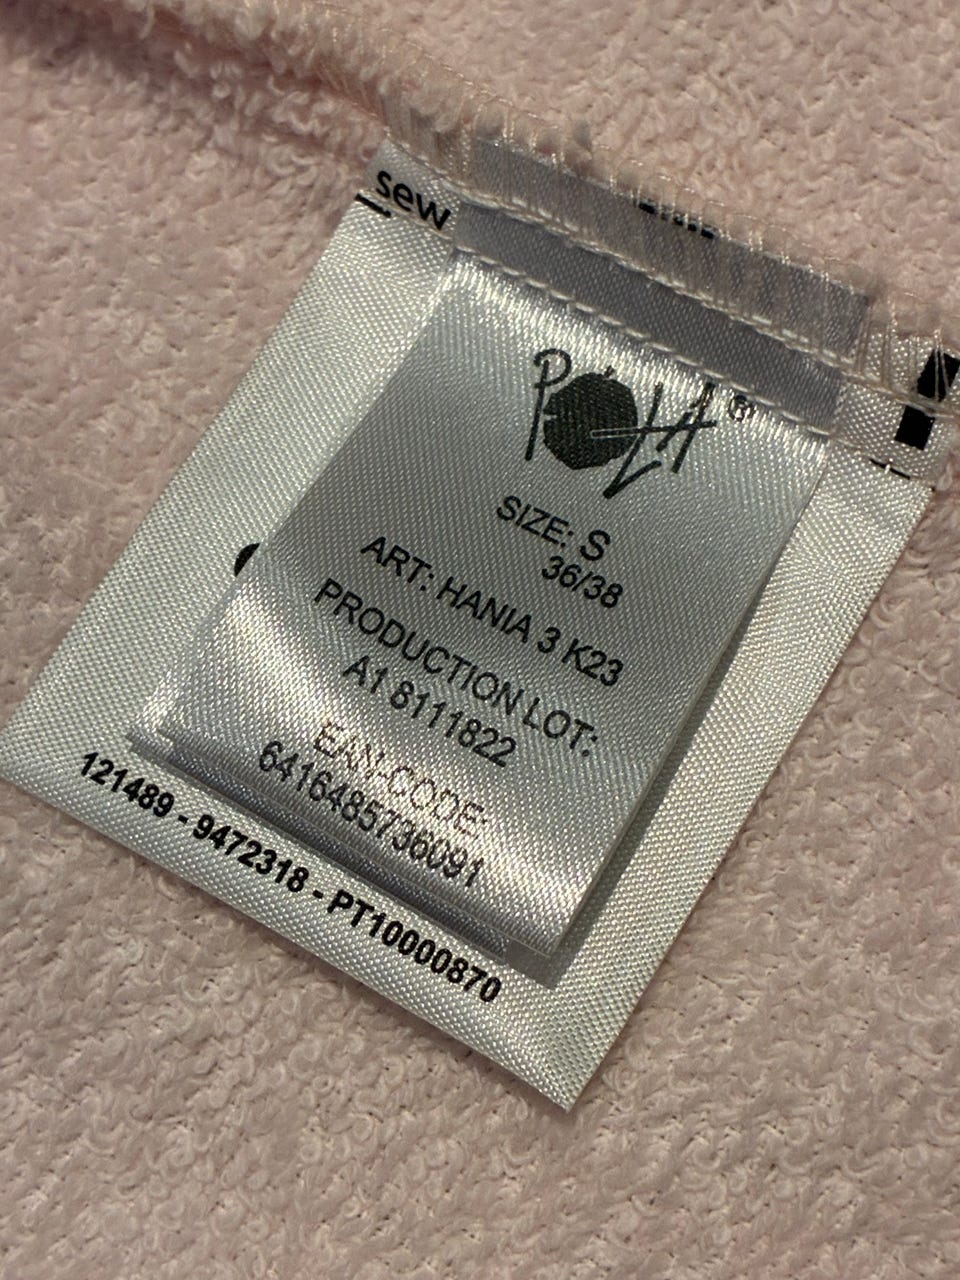 sew
POLA®
SIZE: S
36/38
ART: HANIA 3 K23
PRODUCTION LOT:
A1 8111822
EAN-CODE:
6416485736091
121489 - 9472318 - PT10000870